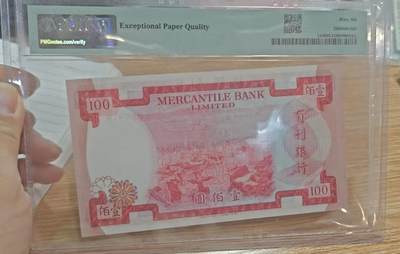 PMGnotes.com/verify
Exceptional Paper Quality
100
佰壹
MERCANTILE BANK
LIMITED
有利銀行
佰壹
圓佰壹
100